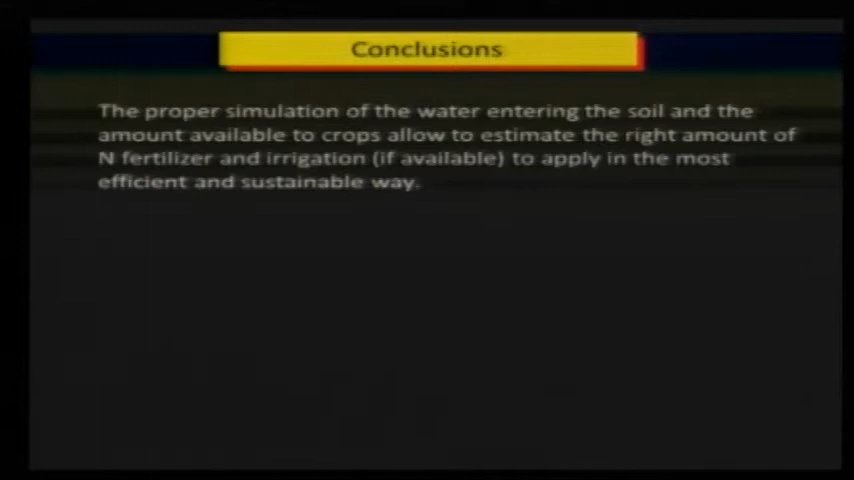 Conclusions
The proper simulation of the water entering the soil and the
amount available to crops allow to estimate the right amount of
N fertilizer and irrigation (if available) to apply in the most
efficient and sustainable way.